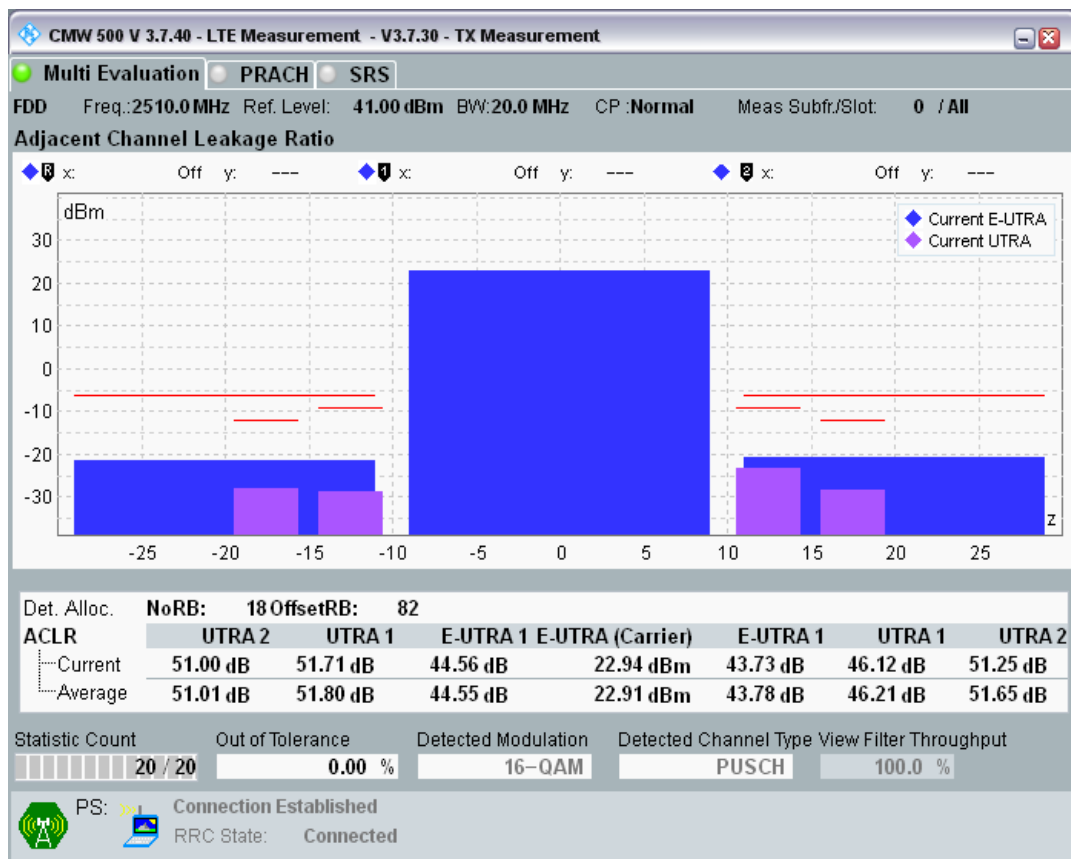 CMW 500 V 3.7.40 - LTE Measurement - V3.7.30 - TX Measurement
Multi Evaluation PRACH SRS
FDD Freq.:2510.0 MHz Ref. Level: 41.00 dBm BW:20.0 MHz CP :Normal Meas Subfr./Slot: 0 / All
Adjacent Channel Leakage Ratio
R x: Off y: --- 1 x: Off y: --- 2 x: Off y: ---
dBm
Current E-UTRA
Current UTRA
30
20
10
0
-10
-20
-30
z
-25 -20 -15 -10 -5 0 5 10 15 20 25
Det. Alloc. NoRB: 18 OffsetRB: 82
ACLR UTRA 2 UTRA 1 E-UTRA 1 E-UTRA (Carrier) E-UTRA 1 UTRA 1 UTRA 2
Current 51.00 dB 51.71 dB 44.56 dB 22.94 dBm 43.73 dB 46.12 dB 51.25 dB
Average 51.01 dB 51.80 dB 44.55 dB 22.91 dBm 43.78 dB 46.21 dB 51.65 dB
Statistic Count Out of Tolerance Detected Modulation Detected Channel Type View Filter Throughput
20 / 20 0.00 % 16-QAM PUSCH 100.0 %
PS: Connection Established
RRC State: Connected